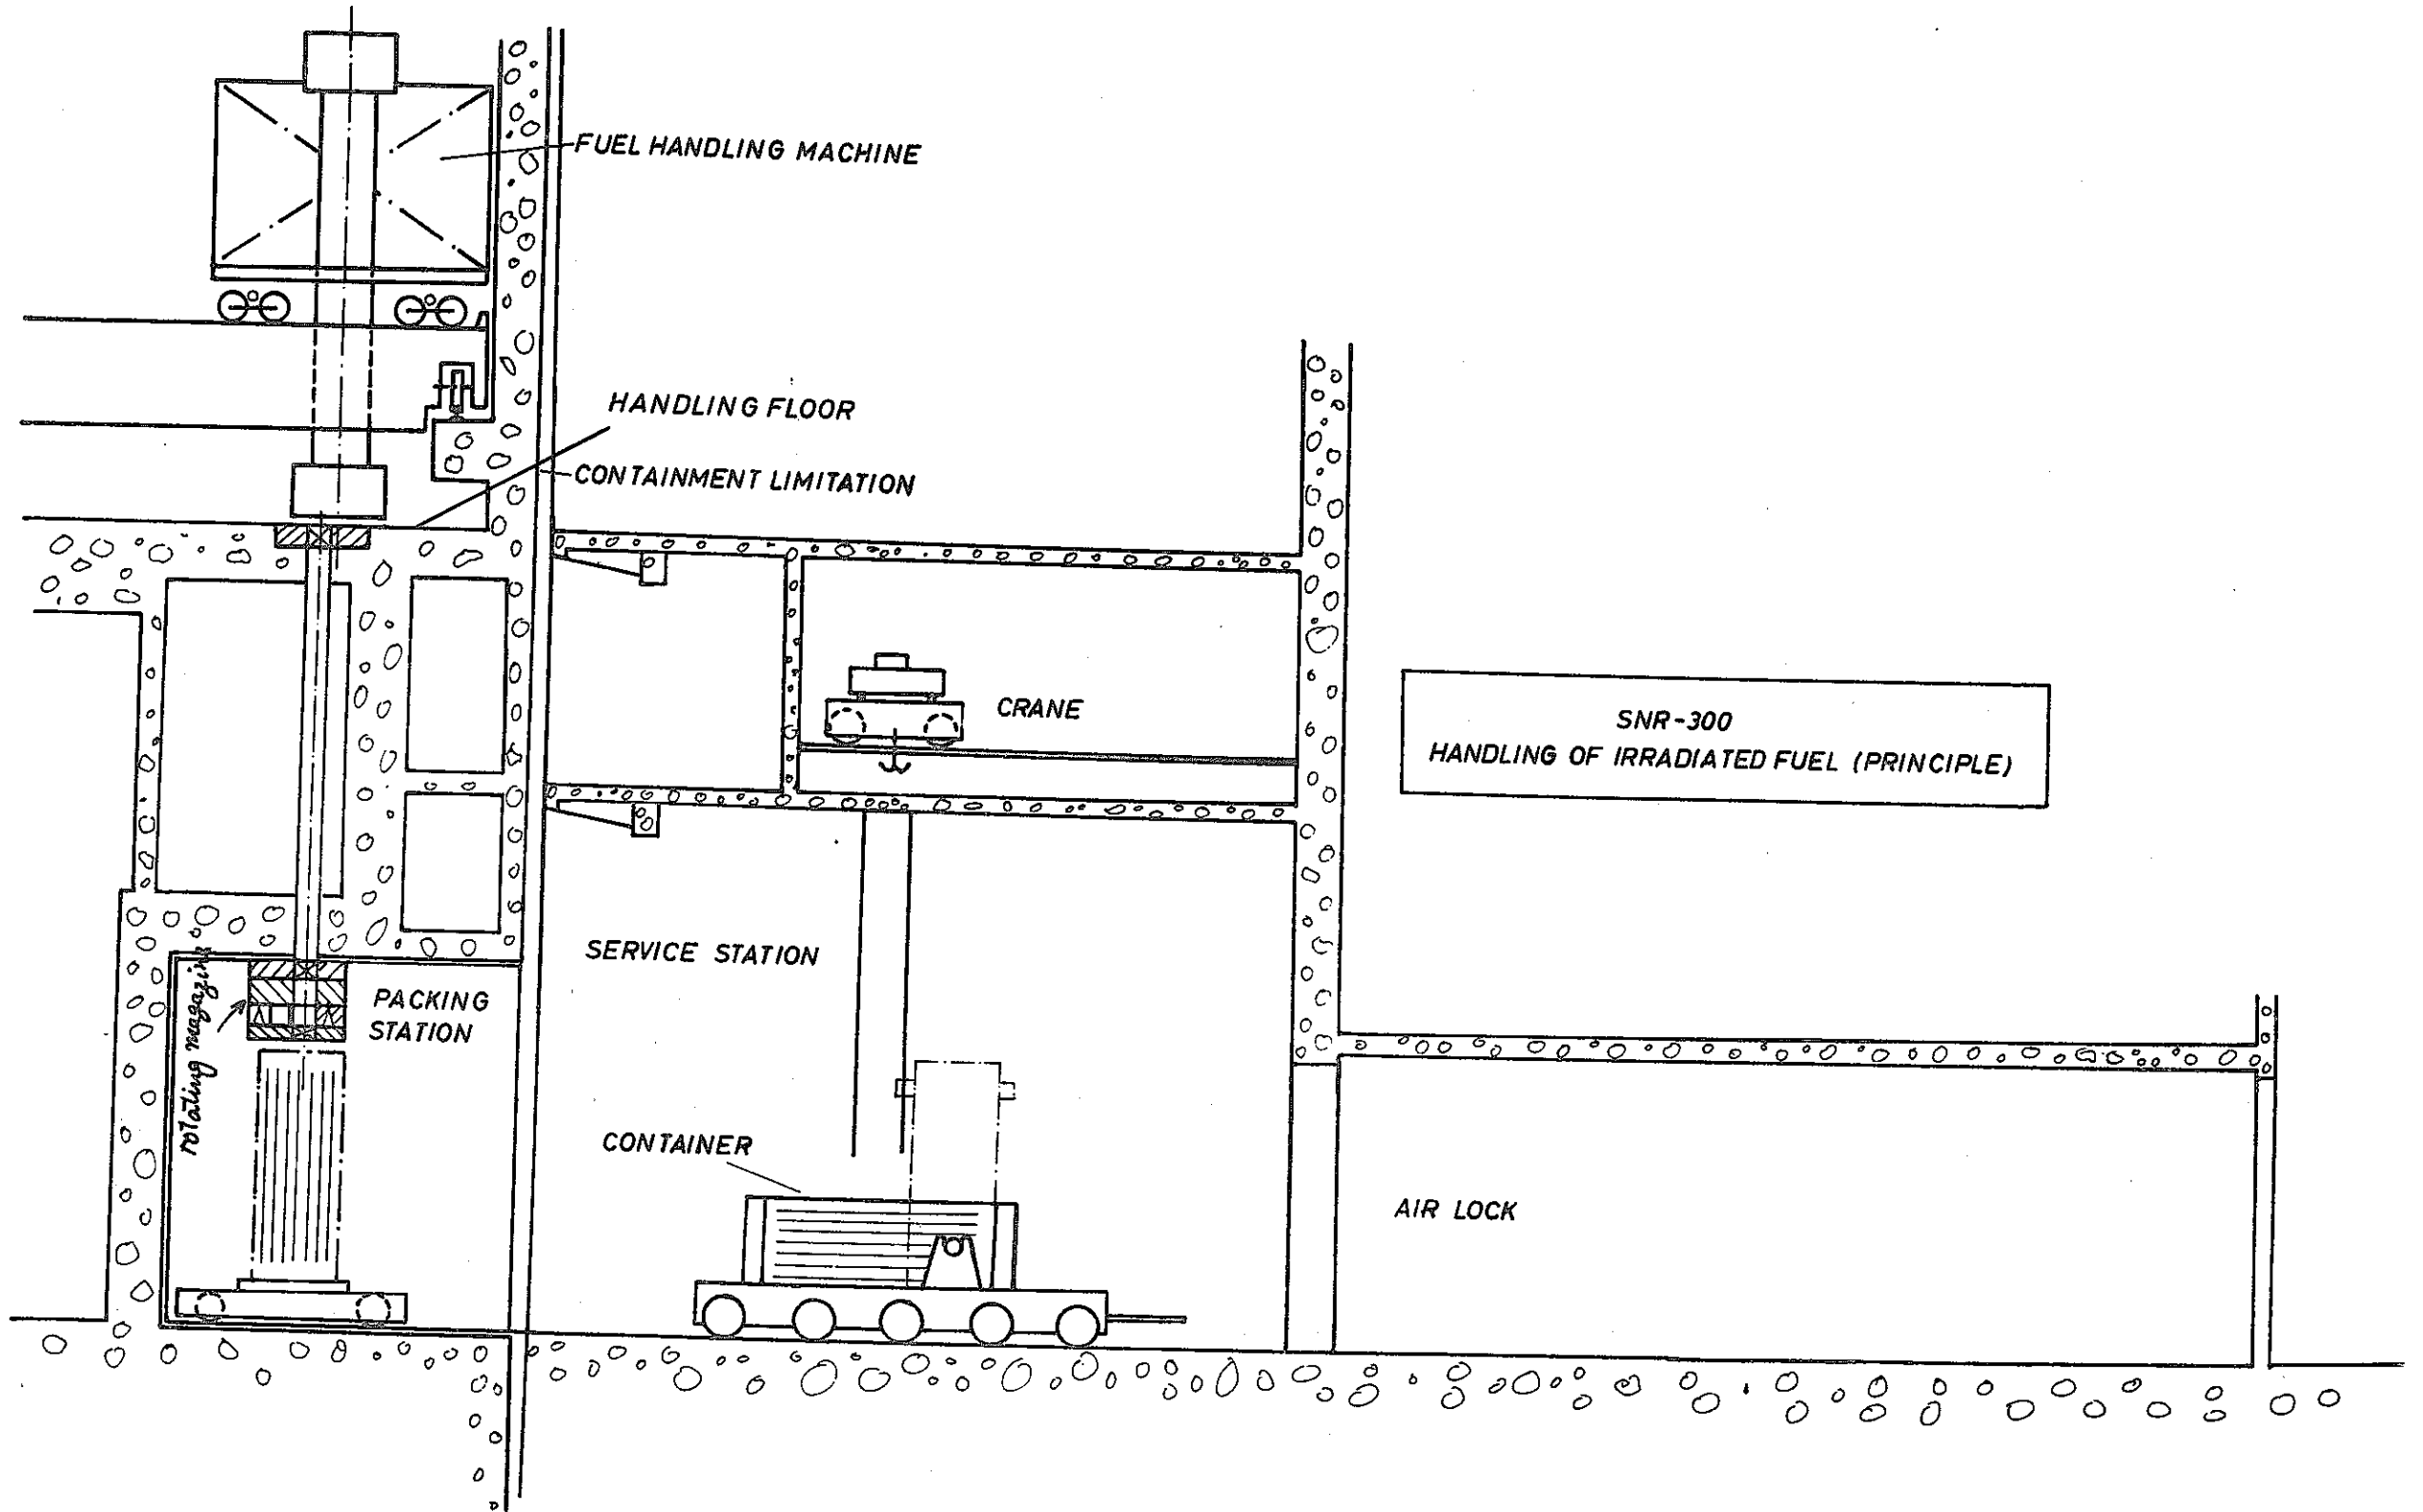 FUEL HANDLING MACHINE
HANDLING FLOOR
CONTAINMENT LIMITATION
CRANE
SNR-300
HANDLING OF IRRADIATED FUEL (PRINCIPLE)
SERVICE STATION
rotating magazine
PACKING
STATION
CONTAINER
AIR LOCK